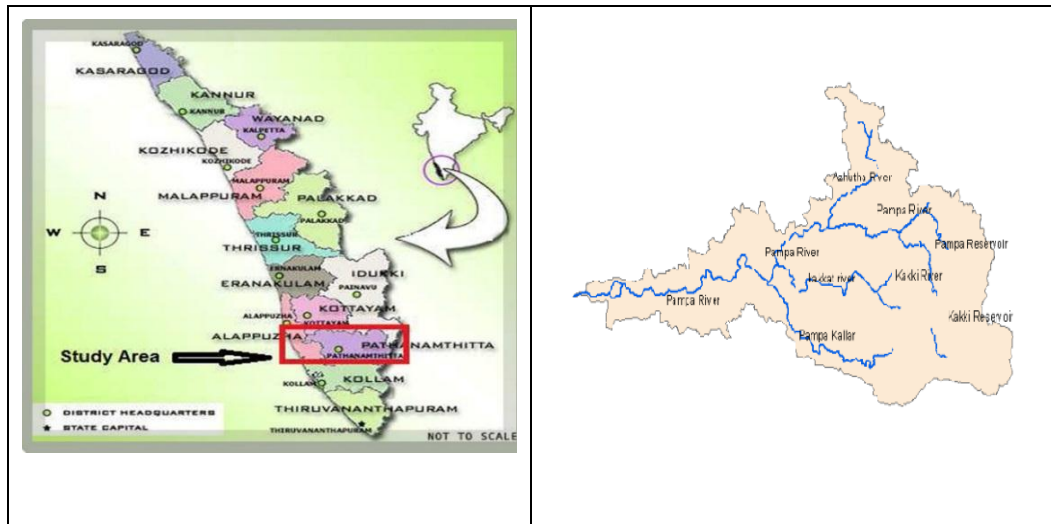 KASARAGOD
KASARAGOD
KANNUR
KANNUR
WAYANAD
KALPETTA
KOZHIKODE
KOZHIKODE
MALAPPURAM
MALAPPURAM
PALAKKAD
PALAKKAD
THRISSUR
THRISSUR
N
W
E
S
ERNAKULAM
IDUKKI
ERANAKULAM
PAINAVU
KOTTAYAM
ALAPPUZHA
KOTTAYAM
ALAPPUZHA
PATHANAMTHITTA
Study Area
PATHANAMTHITTA
KOLLAM
KOLLAM
THIRUVANANTHAPURAM
DISTRICT HEADQUARTERS
STATE CAPITAL
THIRUVANANTHAPURAM
NOT TO SCALE
Azhutha River
Pampa River
Pampa River
Pampa Reservoir
Kakki River
Pampa River
Kakki Reservoir
Pampa Kallar